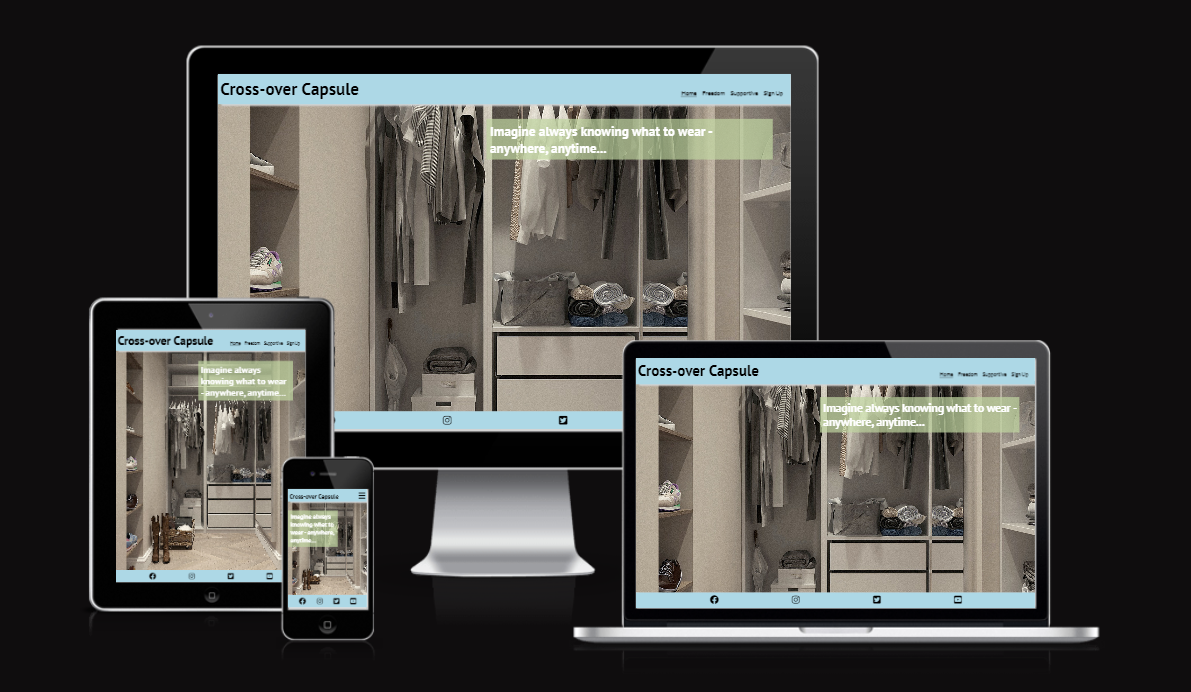 Cross-over Capsule
Home Freedom Supportive Sign Up
Imagine always knowing what to wear -
anywhere, anytime...
Cross-over Capsule
Home Freedom Supportive Sign Up
Imagine always
knowing what to wear
- anywhere, anytime...
Cross-over Capsule
Imagine always
knowing what to
wear - anywhere,
anytime...
Cross-over Capsule
Home Freedom Supportive Sign Up
Imagine always knowing what to wear -
anywhere, anytime...